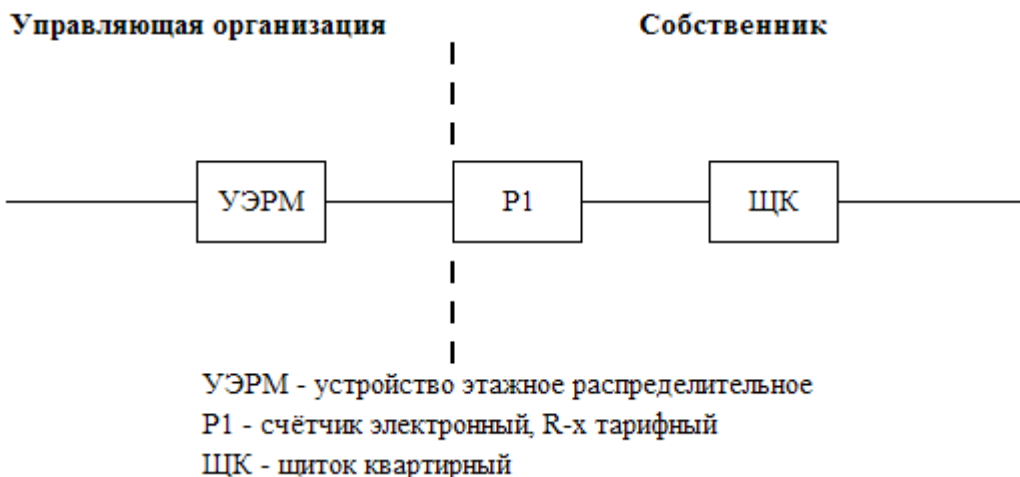 Управляющая организация
Собственник
УЭРМ
Р1
ЩК
УЭРМ - устройство этажное распределительное
Р1 - счётчик электронный, R-х тарифный
ЩК - щиток квартирный